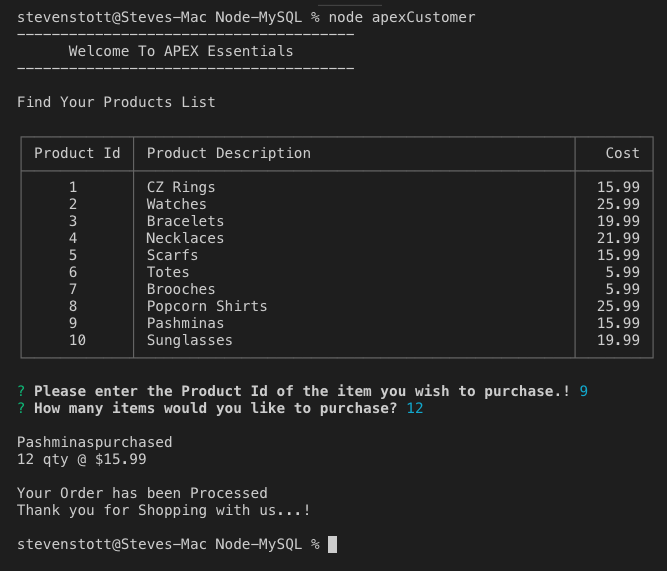 stevenstott@Steves-Mac Node-MySQL % node apexCustomer
---------------------------------------
Welcome To APEX Essentials
---------------------------------------
Find Your Products List
Product Id Product Description Cost
1 CZ Rings 15.99
2 Watches 25.99
3 Bracelets 19.99
4 Necklaces 21.99
5 Scarfs 15.99
6 Totes 5.99
7 Brooches 5.99
8 Popcorn Shirts 25.99
9 Pashminas 15.99
10 Sunglasses 19.99
? Please enter the Product Id of the item you wish to purchase.! 9
? How many items would you like to purchase? 12
Pashminaspurchased
12 qty @ $15.99
Your Order has been Processed
Thank you for Shopping with us...!
stevenstott@Steves-Mac Node-MySQL %